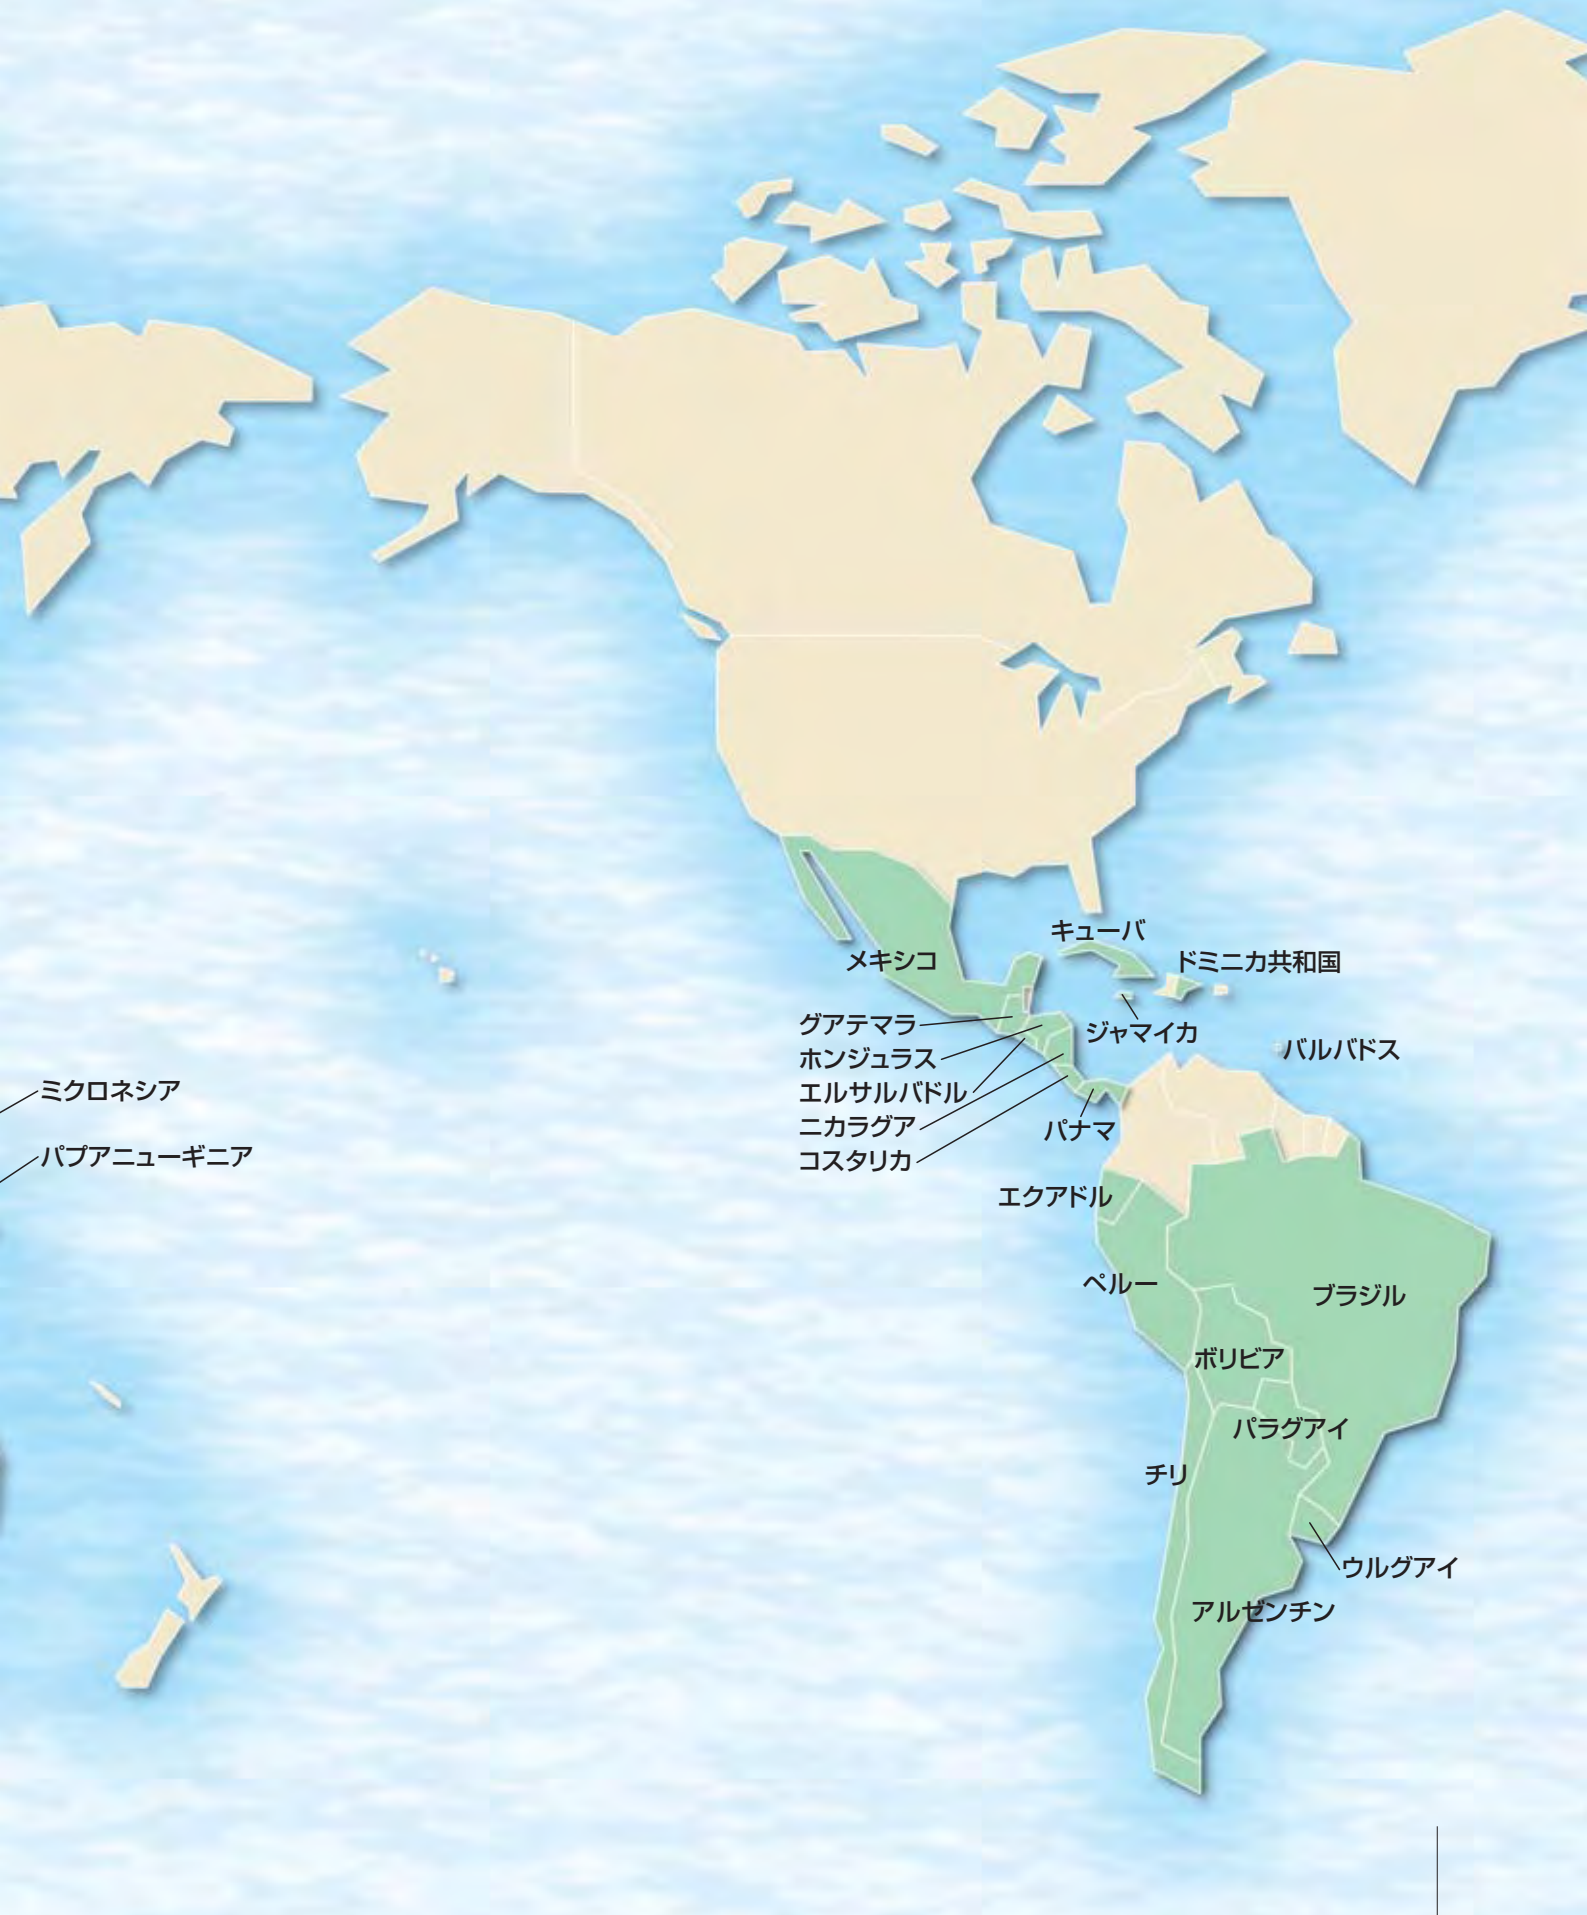 キューバ
メキシコ
ドミニカ共和国
グアテマラ
ジャマイカ
ホンジュラス
バルバドス
エルサルバドル
ミクロネシア
ニカラグア
パナマ
コスタリカ
パプアニューギニア
エクアドル
ペルー
ブラジル
ボリビア
パラグアイ
チリ
ウルグアイ
アルゼンチン